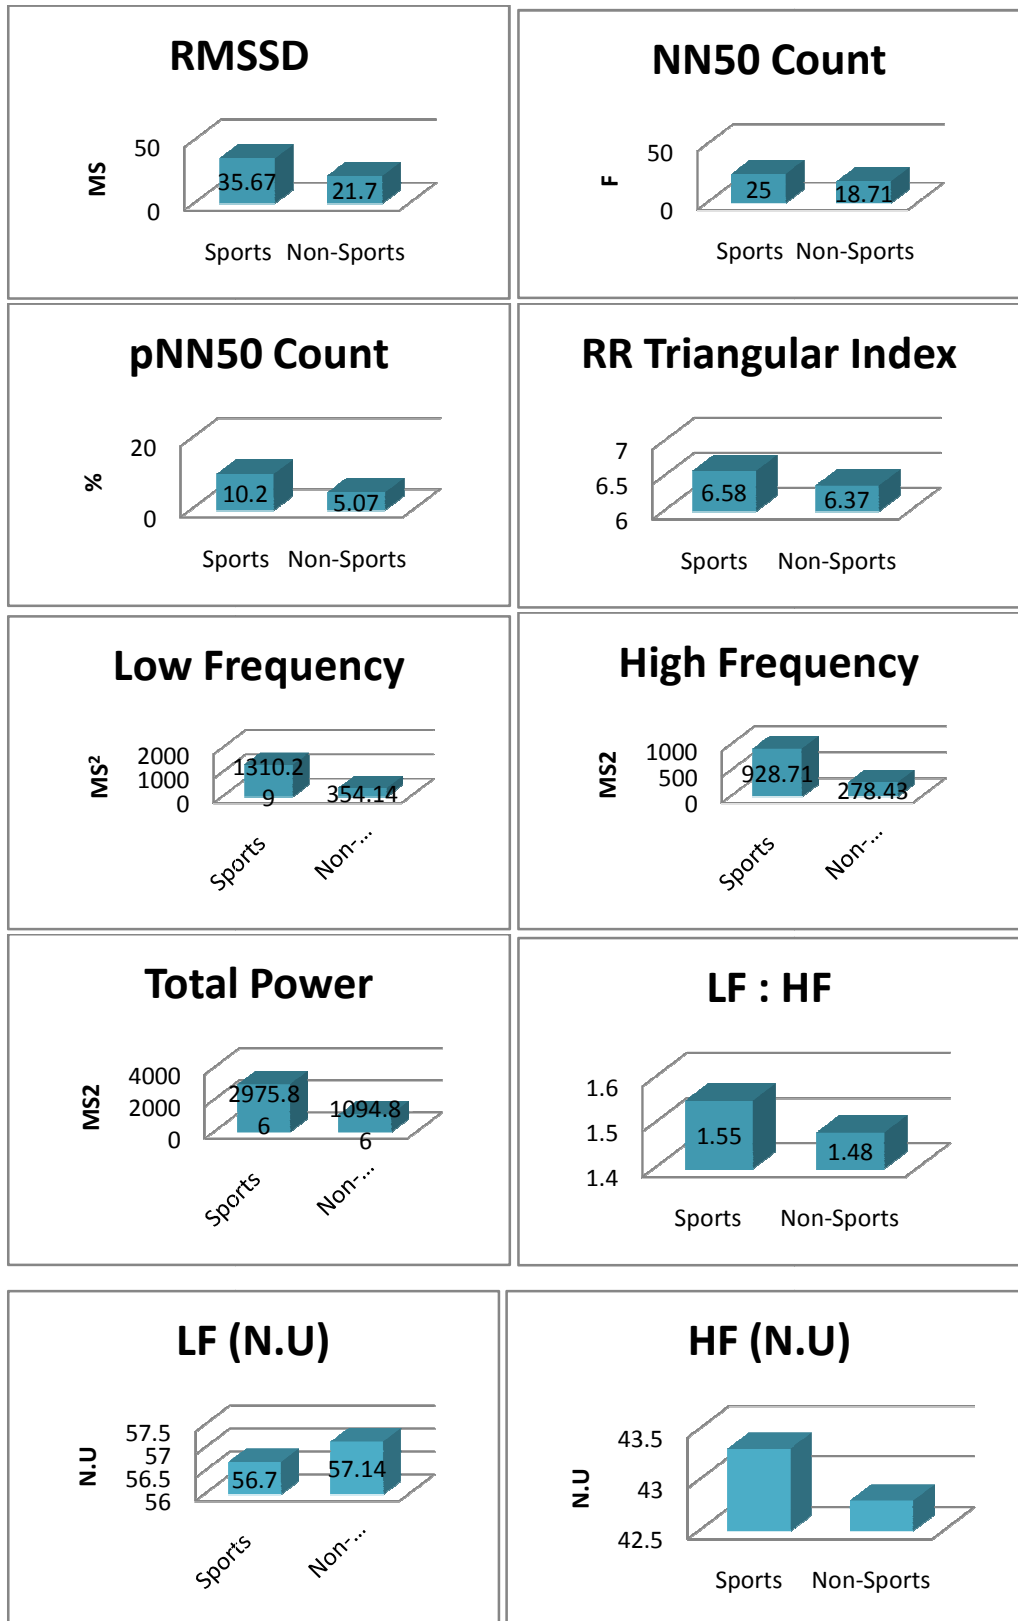 RMSSD
MS
50
0
35.67
21.7
Sports Non-Sports
NN50 Count
F
50
0
25
18.71
Sports Non-Sports
pNN50 Count
%
20
0
10.2
5.07
Sports Non-Sports
RR Triangular Index
7
6.5
6
6.58
6.37
Sports Non-Sports
Low Frequency
MS²
2000
1000
0
1310.2
9
354.14
Sports
Non-...
High Frequency
MS2
1000
500
0
928.71
278.43
Sports
Non-...
Total Power
MS2
4000
2000
0
2975.8
6
1094.8
6
Sports
Non-...
LF : HF
1.6
1.5
1.4
1.55
1.48
Sports Non-Sports
LF (N.U)
N.U
57.5
57
56.5
56
56.7
57.14
Sports
Non-...
HF (N.U)
N.U
43.5
43
42.5
Sports Non-Sports